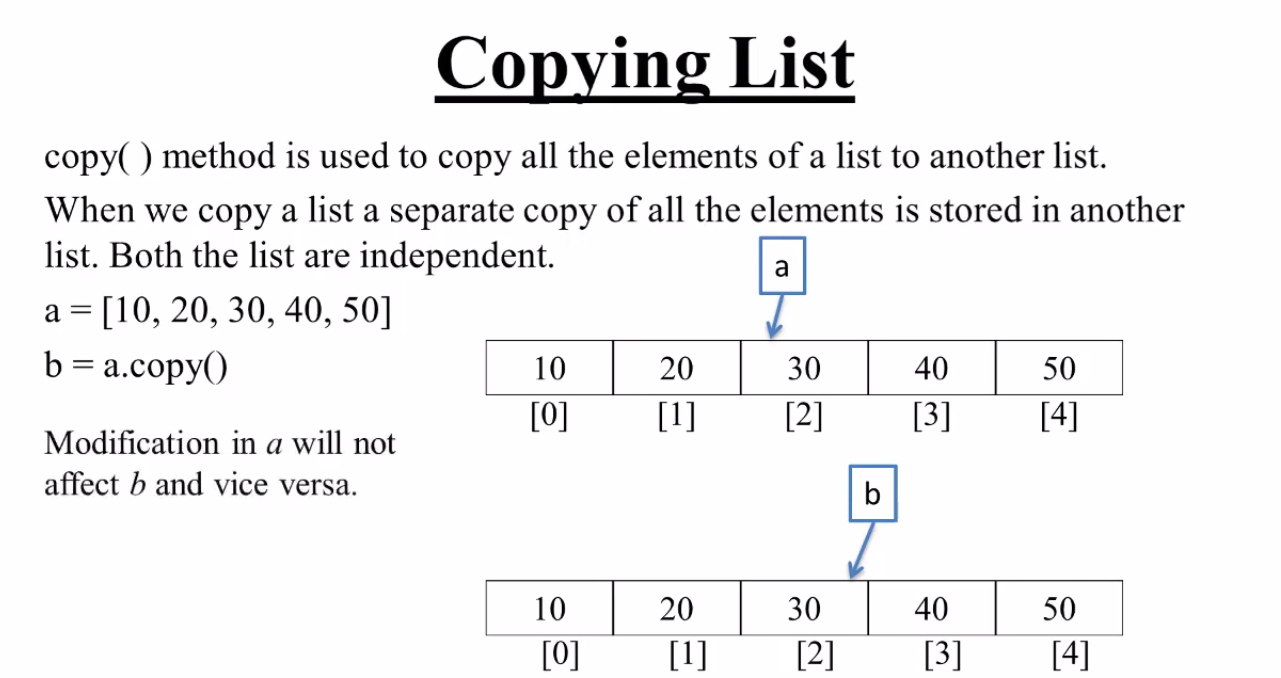 Copying List
copy( ) method is used to copy all the elements of a list to another list.
When we copy a list a separate copy of all the elements is stored in another
list. Both the list are independent.
a
a = [10, 20, 30, 40, 50]
b = a.copy()
10 20 30 40 50
[0] [1] [2] [3] [4]
Modification in a will not
affect b and vice versa.
b
10 20 30 40 50
[0] [1] [2] [3] [4]